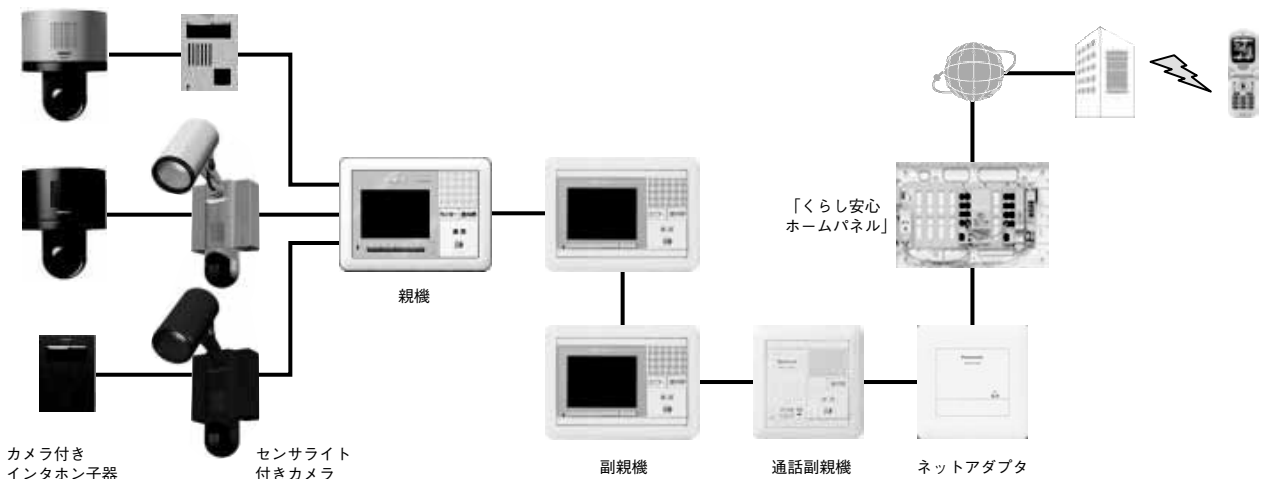 「くらし安心
ホームパネル」
親機
カメラ付き
インタホン子器
センサライト
付きカメラ
副親機
通話副親機
ネットアダプタ